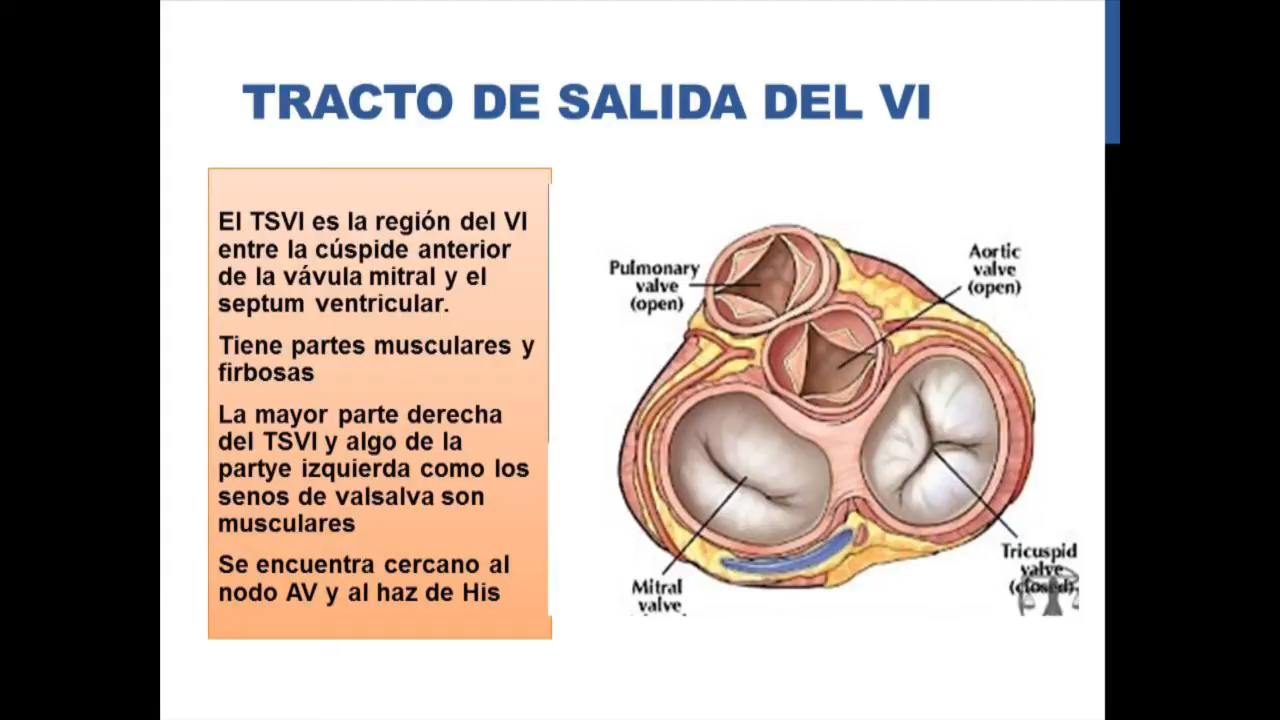 TRACTO DE SALIDA DEL VI
El TSVI es la región del VI
entre la cúspide anterior
de la vávula mitral y el
septum ventricular.
Tiene partes musculares y
firbosas
La mayor parte derecha
del TSVI y algo de la
partye izquierda como los
senos de valsalva son
musculares
Se encuentra cercano al
nodo AV y al haz de His
Pulmonary
valve
(open)
Aortic
valve
(open)
Mitral
valve
Tricuspid
valve
(closed)